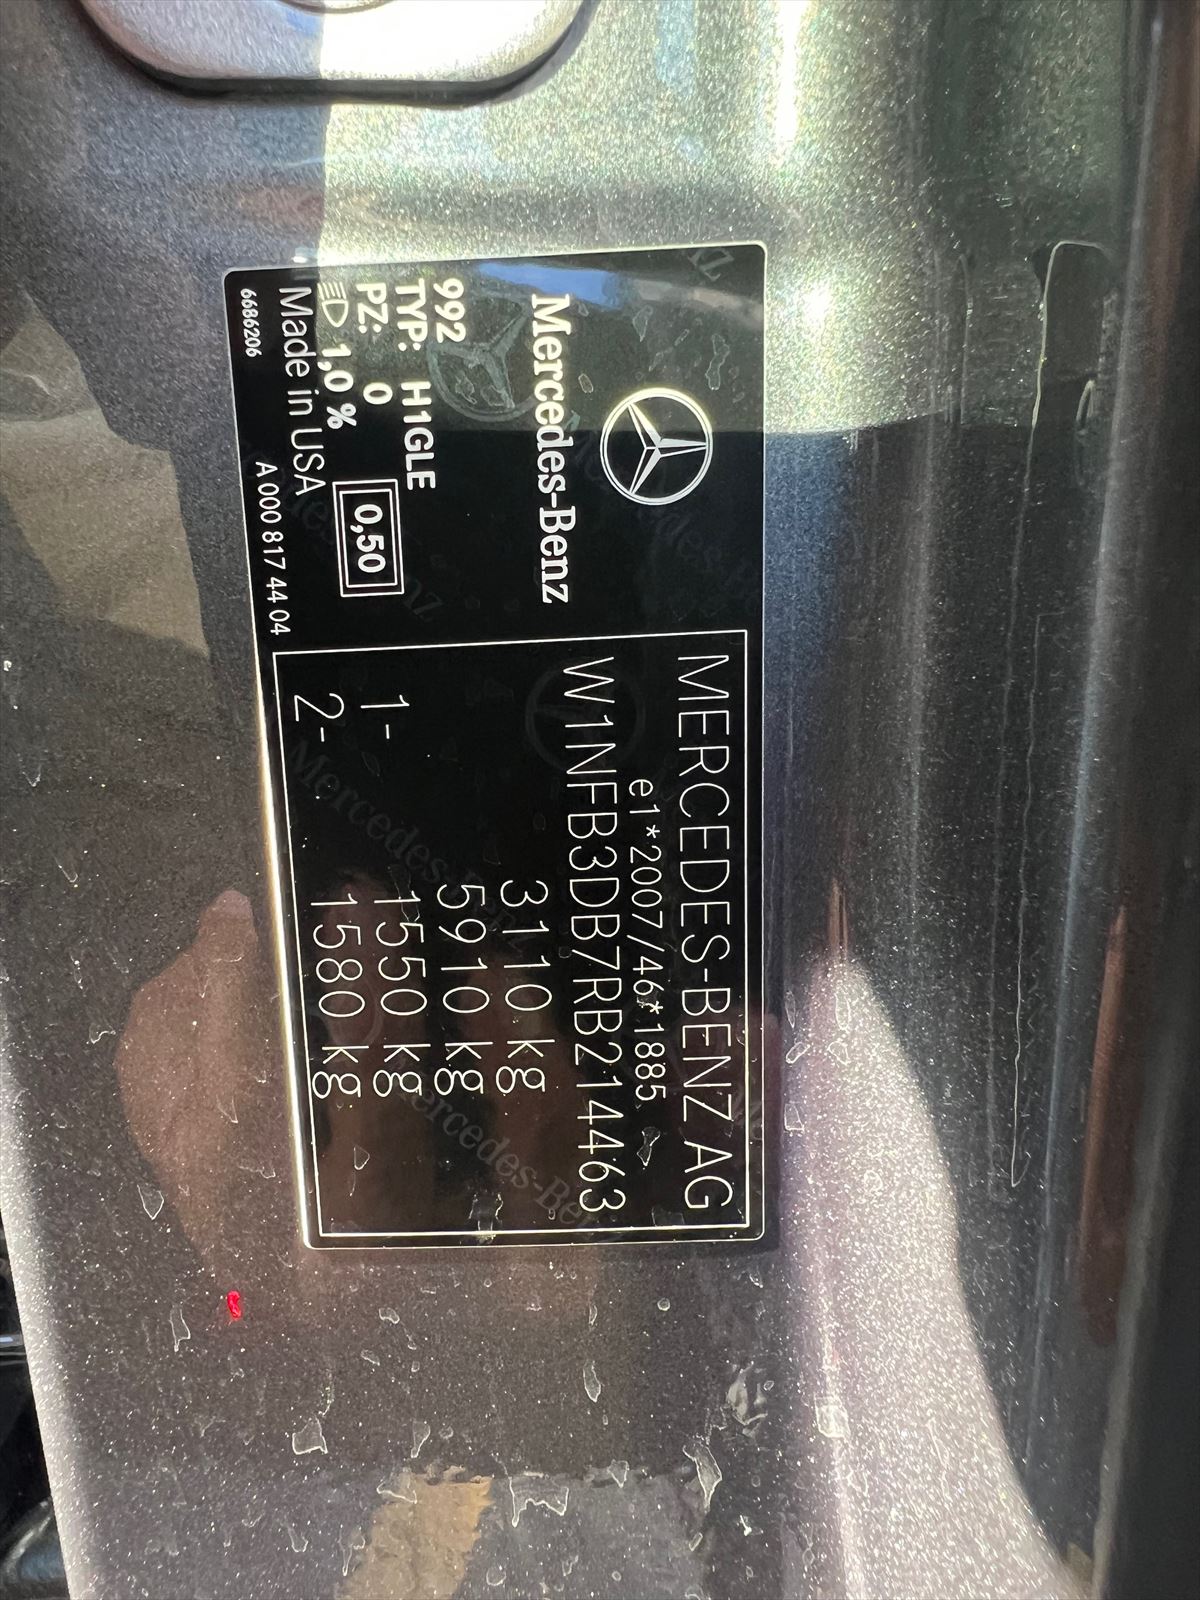 Mercedes-Benz
992
TYP: H1GLE
PZ: 0
1,0 %
0,50
Made in USA
6686206
A 000 817 44 04
MERCEDES-BENZ AG
e1*2007/46*1885
W1NFB3DB7RB214463
3110 kg
5910 kg
1- 1550 kg
2- 1580 kg